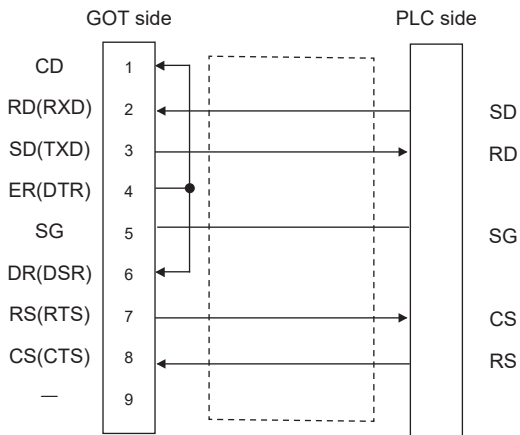 GOT side PLC side
CD 1
RD(RXD) 2 SD
SD(TXD) 3 RD
ER(DTR) 4
SG 5 SG
DR(DSR) 6
RS(RTS) 7 CS
CS(CTS) 8 RS
— 9